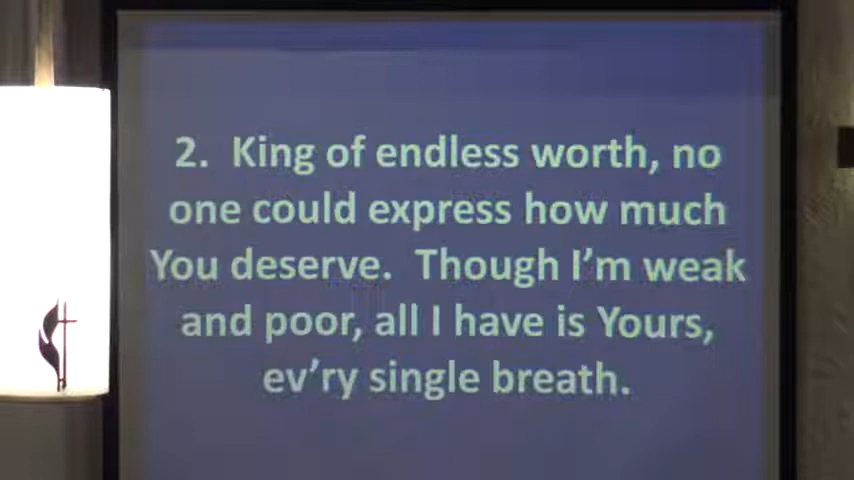 2. King of endless worth, no
one could express how much
You deserve. Though I'm weak
and poor, all I have is Yours,
ev'ry single breath.